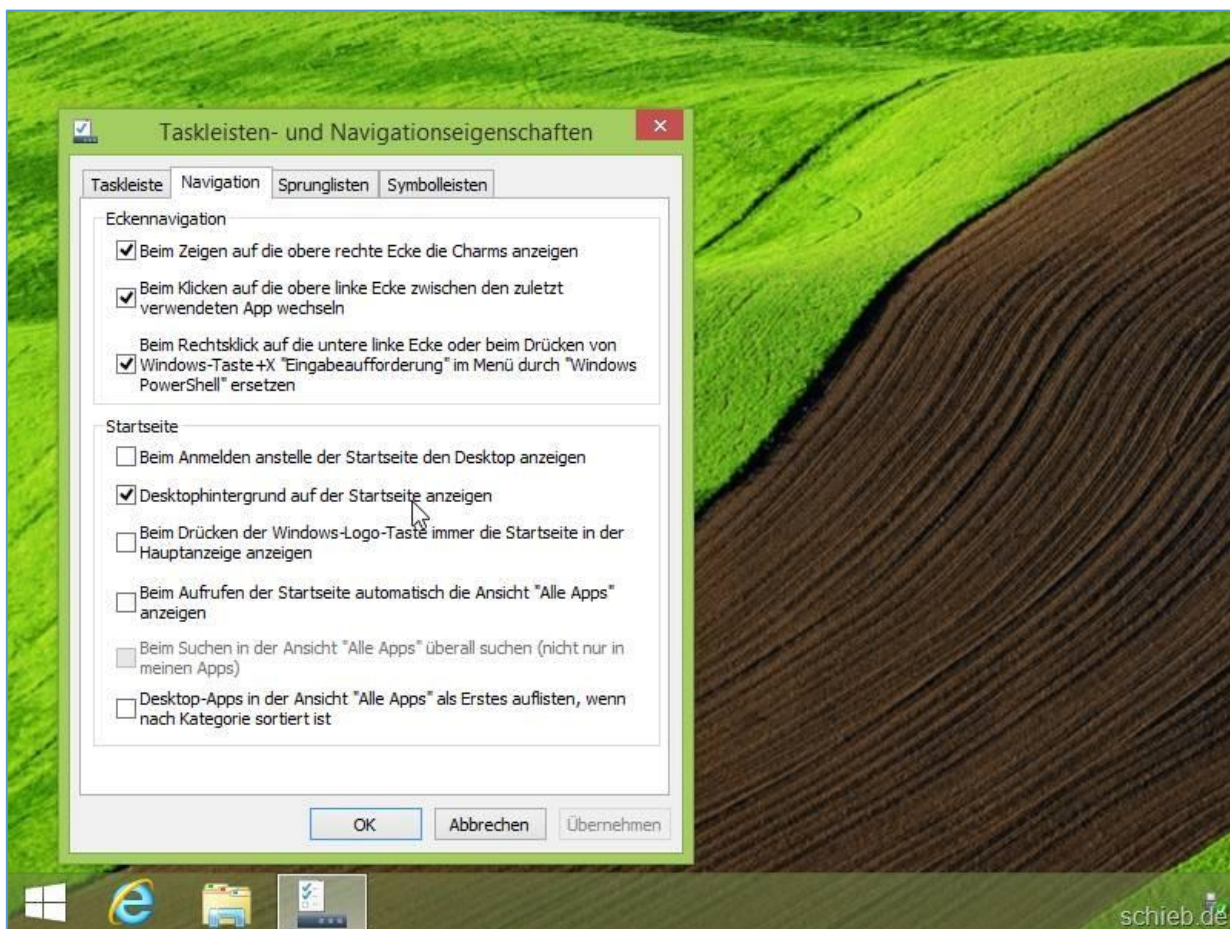 Taskleisten- und Navigationseigenschaften
Taskleiste Navigation Sprunglisten Symbolleisten
Eckennavigation
Beim Zeigen auf die obere rechte Ecke die Charms anzeigen
Beim Klicken auf die obere linke Ecke zwischen den zuletzt
verwendeten App wechseln
Beim Rechtsklick auf die untere linke Ecke oder beim Drücken von
Windows-Taste+X "Eingabeaufforderung" im Menü durch "Windows
PowerShell" ersetzen
Startseite
Beim Anmelden anstelle der Startseite den Desktop anzeigen
Desktophintergrund auf der Startseite anzeigen
Beim Drücken der Windows-Logo-Taste immer die Startseite in der
Hauptanzeige anzeigen
Beim Aufrufen der Startseite automatisch die Ansicht "Alle Apps"
anzeigen
Beim Suchen in der Ansicht "Alle Apps" überall suchen (nicht nur in
meinen Apps)
Desktop-Apps in der Ansicht "Alle Apps" als Erstes auflisten, wenn
nach Kategorie sortiert ist
OK Abbrechen Übernehmen
schieb.de